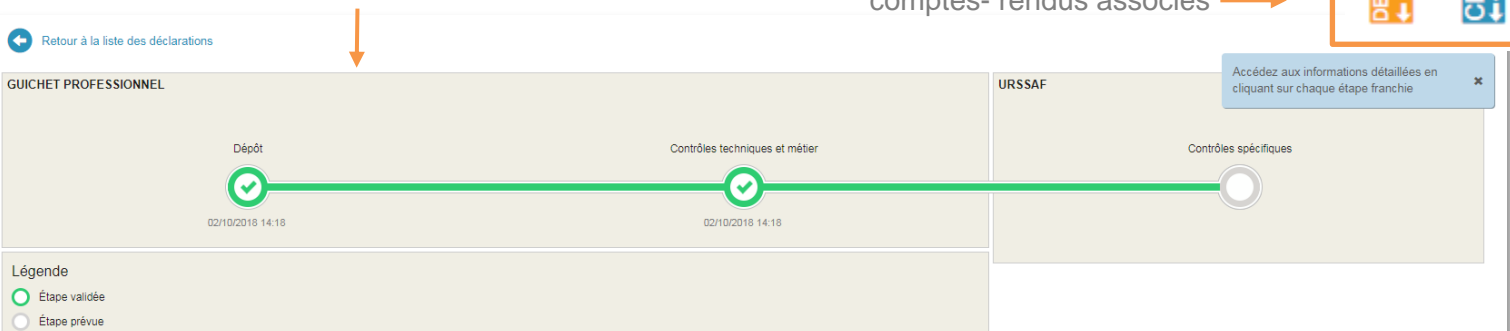 comptes- rendus associés
Retour à la liste des déclarations
Accédez aux informations détaillées en
cliquant sur chaque étape franchie
GUICHET PROFESSIONNEL
URSSAF
Dépôt
Contrôles techniques et métier
Contrôles spécifiques
02/10/2018 14:18
02/10/2018 14:18
Légende
Étape validée
Étape prévue